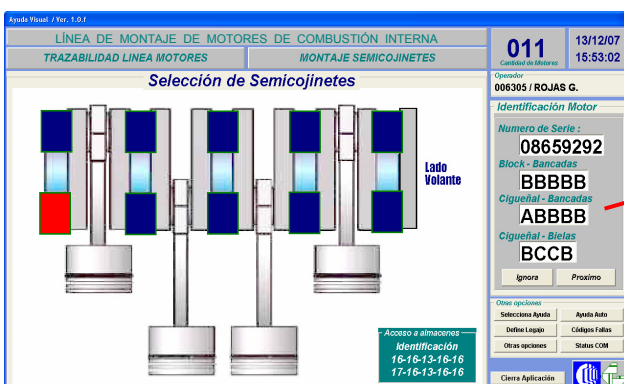 Ayuda Visual / Ver. 1.0.f
LÍNEA DE MONTAJE DE MOTORES DE COMBUSTIÓN INTERNA
TRAZABILIDAD LINEA MOTORES
MONTAJE SEMICOJINETES
011
Cantidad de Motores
13/12/07
15:53:02
Selección de Semicojinetes
Operador
006305 / ROJAS G.
Identificación Motor
Numero de Serie :
08659292
Block - Bancadas
BBBBB
Cigueñal - Bancadas
ABBBB
Cigueñal - Bielas
BCCB
Ignora
Proximo
Lado
Volante
Acceso a almacenes
Identificación
16-16-13-16-16
17-16-13-16-16
Otras opciones
Selecciona Ayuda
Ayuda Auto
Define Legajo
Códigos Fallas
Otras opciones
Status COM
Cierra Aplicación